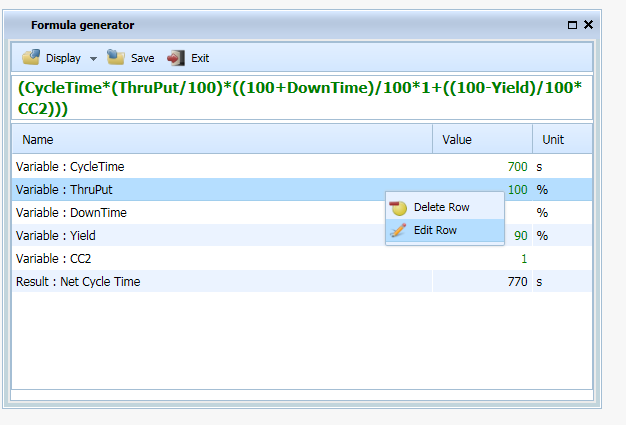 Formula generator
Display Save Exit
(CycleTime*(ThruPut/100)*((100+DownTime)/100*1+((100-Yield)/100*
CC2)))
Name Value Unit
Variable : CycleTime 700 s
Variable : ThruPut 100 %
Delete Row
Variable : DownTime %
Edit Row
Variable : Yield 90 %
Variable : CC2 1
Result : Net Cycle Time 770 s